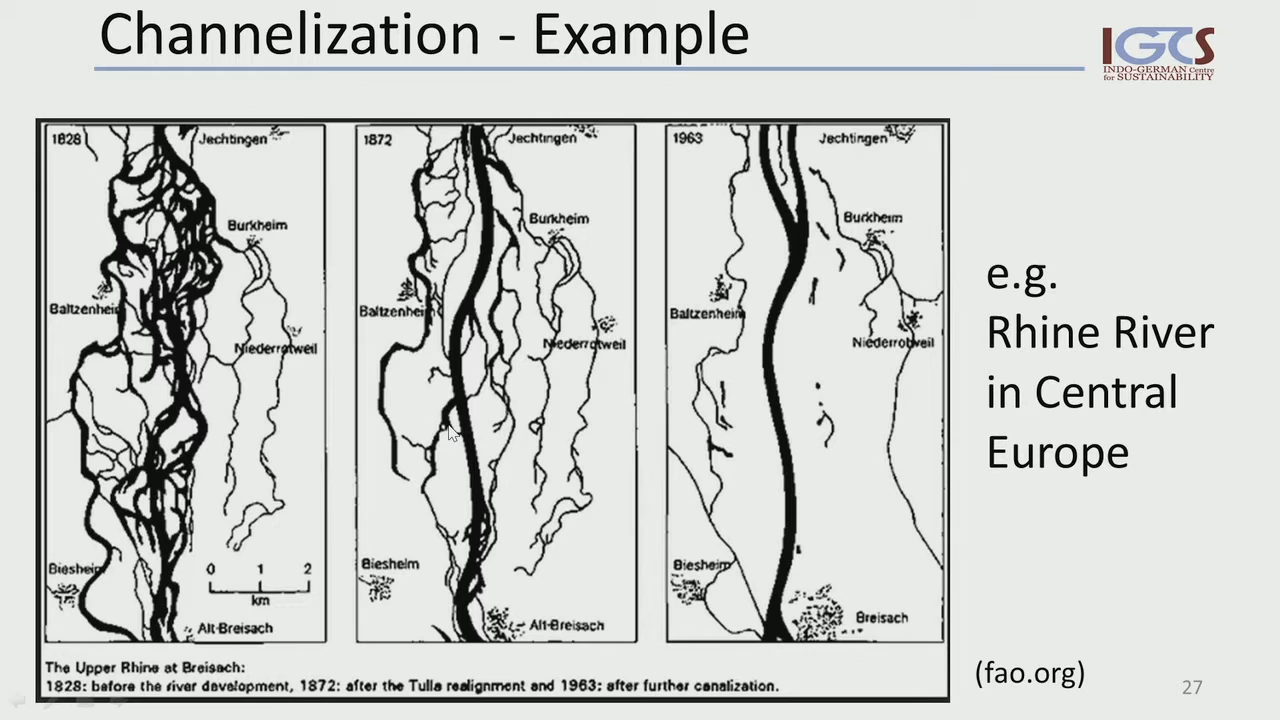 Channelization - Example
IGCS
INDO-GERMAN Centre
for SUSTAINABILITY
1828
Jechtingen
Burkheim
Baltzenheim
Niederrotweil
Biesheim
0 1 2
km
Alt-Breisach
1872
Jechtingen
Burkheim
Baltzenheim
Niederrotweil
Biesheim
Alt-Breisach
1963
Jechtingen
Burkheim
Baltzenheim
Niederrotweil
Biesheim
Breisach
The Upper Rhine at Breisach:
1828: before the river development, 1872: after the Tulla realignment and 1963: after further canalization.
e.g.
Rhine River
in Central
Europe
(fao.org)
27